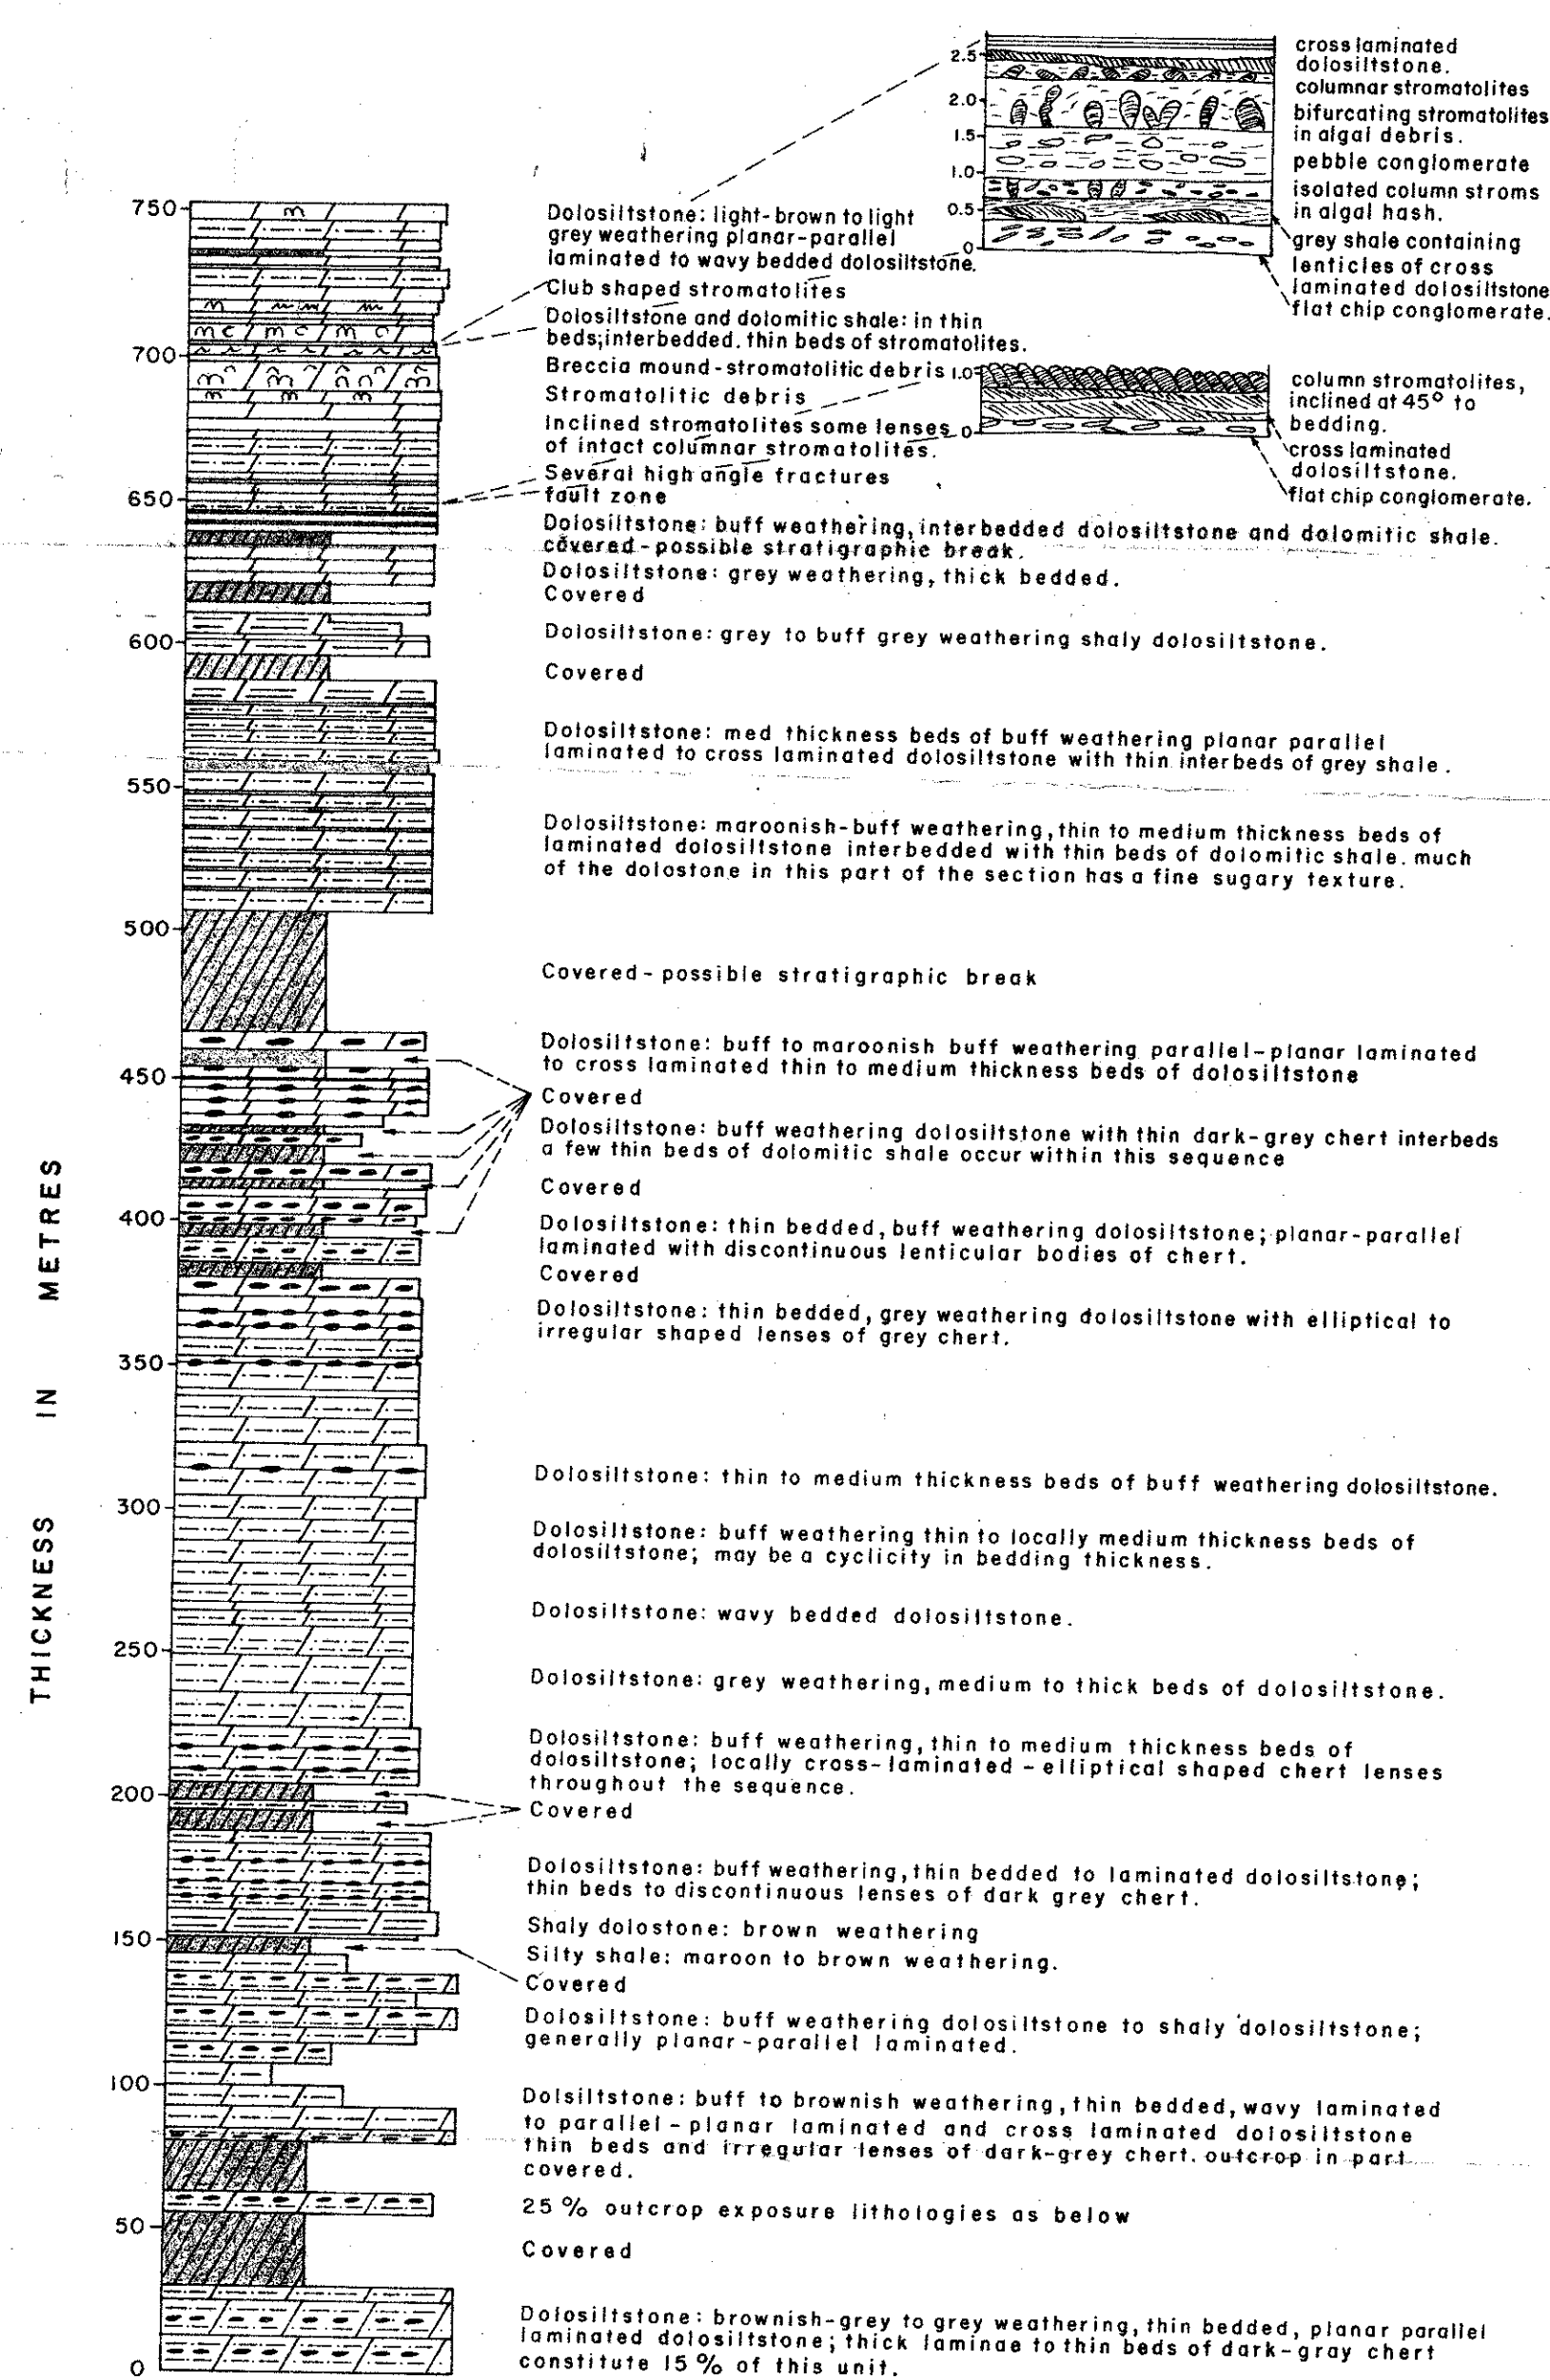 2.5
2.0
1.5
1.0
0.5
0
cross laminated
dolosiltstone.
columnar stromatolites
bifurcating stromatolites
in algal debris.
pebble conglomerate
isolated column stroms
in algal hash.
grey shale containing
lenticles of cross
laminated dolosiltstone
flat chip conglomerate.
750
Dolosiltstone: light-brown to light
grey weathering planar-parallel
laminated to wavy bedded dolosiltstone.
Club shaped stromatolites
Dolosiltstone and dolomitic shale: in thin
beds; interbedded. thin beds of stromatolites.
700
Breccia mound-stromatolitic debris
Stromatolitic debris
Inclined stromatolites some lenses
of intact columnar stromatolites.
1.0
0
column stromatolites,
inclined at 45° to
bedding.
cross laminated
dolosiltstone.
flat chip conglomerate.
Several high angle fractures
650
fault zone
Dolosiltstone: buff weathering, interbedded dolosiltstone and dolomitic shale.
covered-possible stratigraphic break.
Dolosiltstone: grey weathering, thick bedded.
Covered
600
Dolosiltstone: grey to buff grey weathering shaly dolosiltstone.
Covered
Dolosiltstone: med thickness beds of buff weathering planar parallel
laminated to cross laminated dolosiltstone with thin interbeds of grey shale.
550
Dolosiltstone: maroonish-buff weathering, thin to medium thickness beds of
laminated dolosiltstone interbedded with thin beds of dolomitic shale. much
of the dolostone in this part of the section has a fine sugary texture.
500
Covered-possible stratigraphic break
Dolosiltstone: buff to maroonish buff weathering parallel-planar laminated
to cross laminated thin to medium thickness beds of dolosiltstone
450
Covered
Dolosiltstone: buff weathering dolosiltstone with thin dark-grey chert interbeds
a few thin beds of dolomitic shale occur within this sequence
Covered
400
Dolosiltstone: thin bedded, buff weathering dolosiltstone; planar-parallel
laminated with discontinuous lenticular bodies of chert.
Covered
Dolosiltstone: thin bedded, grey weathering dolosiltstone with elliptical to
irregular shaped lenses of grey chert.
350
Dolosiltstone: thin to medium thickness beds of buff weathering dolosiltstone.
300
Dolosiltstone: buff weathering thin to locally medium thickness beds of
dolosiltstone; may be a cyclicity in bedding thickness.
Dolosiltstone: wavy bedded dolosiltstone.
250
Dolosiltstone: grey weathering, medium to thick beds of dolosiltstone.
Dolosiltstone: buff weathering, thin to medium thickness beds of
dolosiltstone; locally cross-laminated - elliptical shaped chert lenses
throughout the sequence.
200
Covered
Dolosiltstone: buff weathering, thin bedded to laminated dolosiltstone;
thin beds to discontinuous lenses of dark grey chert.
Shaly dolostone: brown weathering
150
Silty shale: maroon to brown weathering.
Covered
Dolosiltstone: buff weathering dolosiltstone to shaly dolosiltstone;
generally planar-parallel laminated.
100
Dolsiltstone: buff to brownish weathering, thin bedded, wavy laminated
to parallel-planar laminated and cross laminated dolosiltstone
thin beds and irregular lenses of dark-grey chert. outcrop in part
covered.
25% outcrop exposure lithologies as below
50
Covered
Dolosiltstone: brownish-grey to grey weathering, thin bedded, planar parallel
laminated dolosiltstone; thick laminae to thin beds of dark-gray chert
constitute 15% of this unit.
0
THICKNESS IN METRES